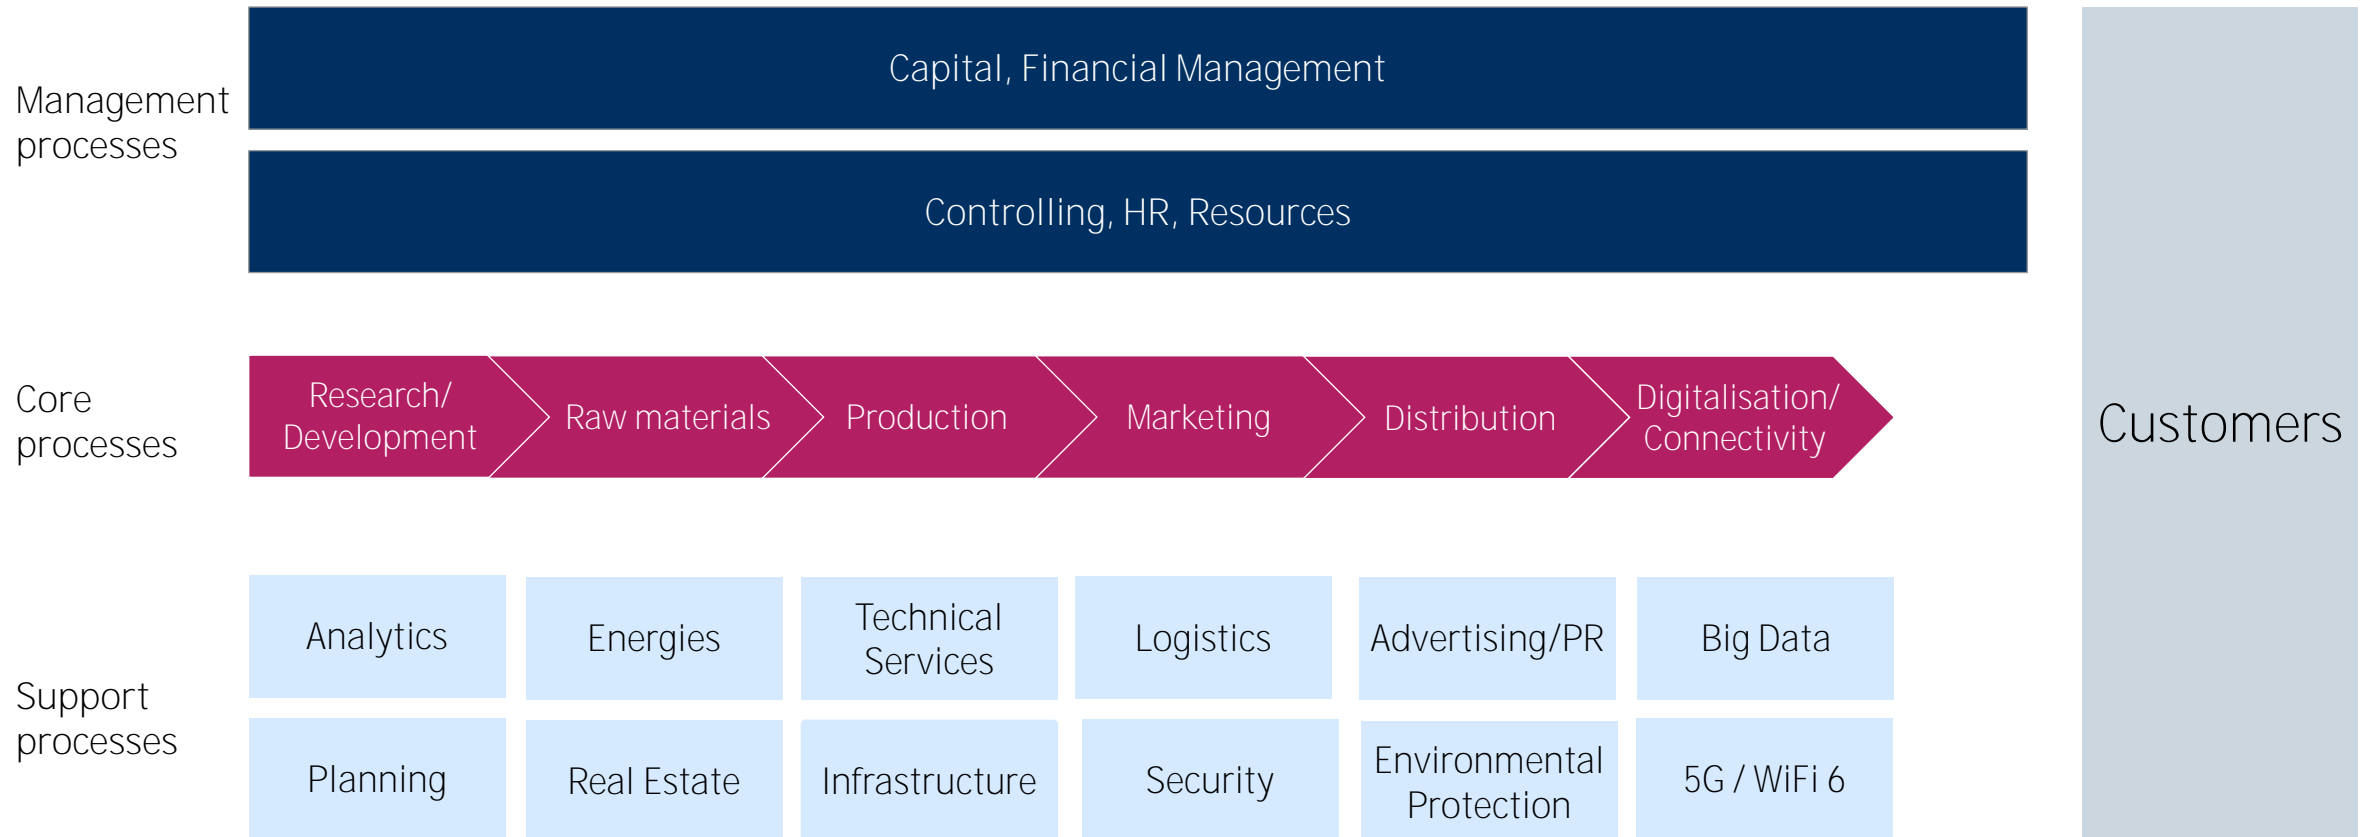 Management
processes
Capital, Financial Management
Controlling, HR, Resources
Core
processes
Research/
Development
Raw materials
Production
Marketing
Distribution
Digitalisation/
Connectivity
Customers
Support
processes
Analytics
Energies
Technical
Services
Logistics
Advertising/PR
Big Data
Planning
Real Estate
Infrastructure
Security
Environmental
Protection
5G / WiFi 6